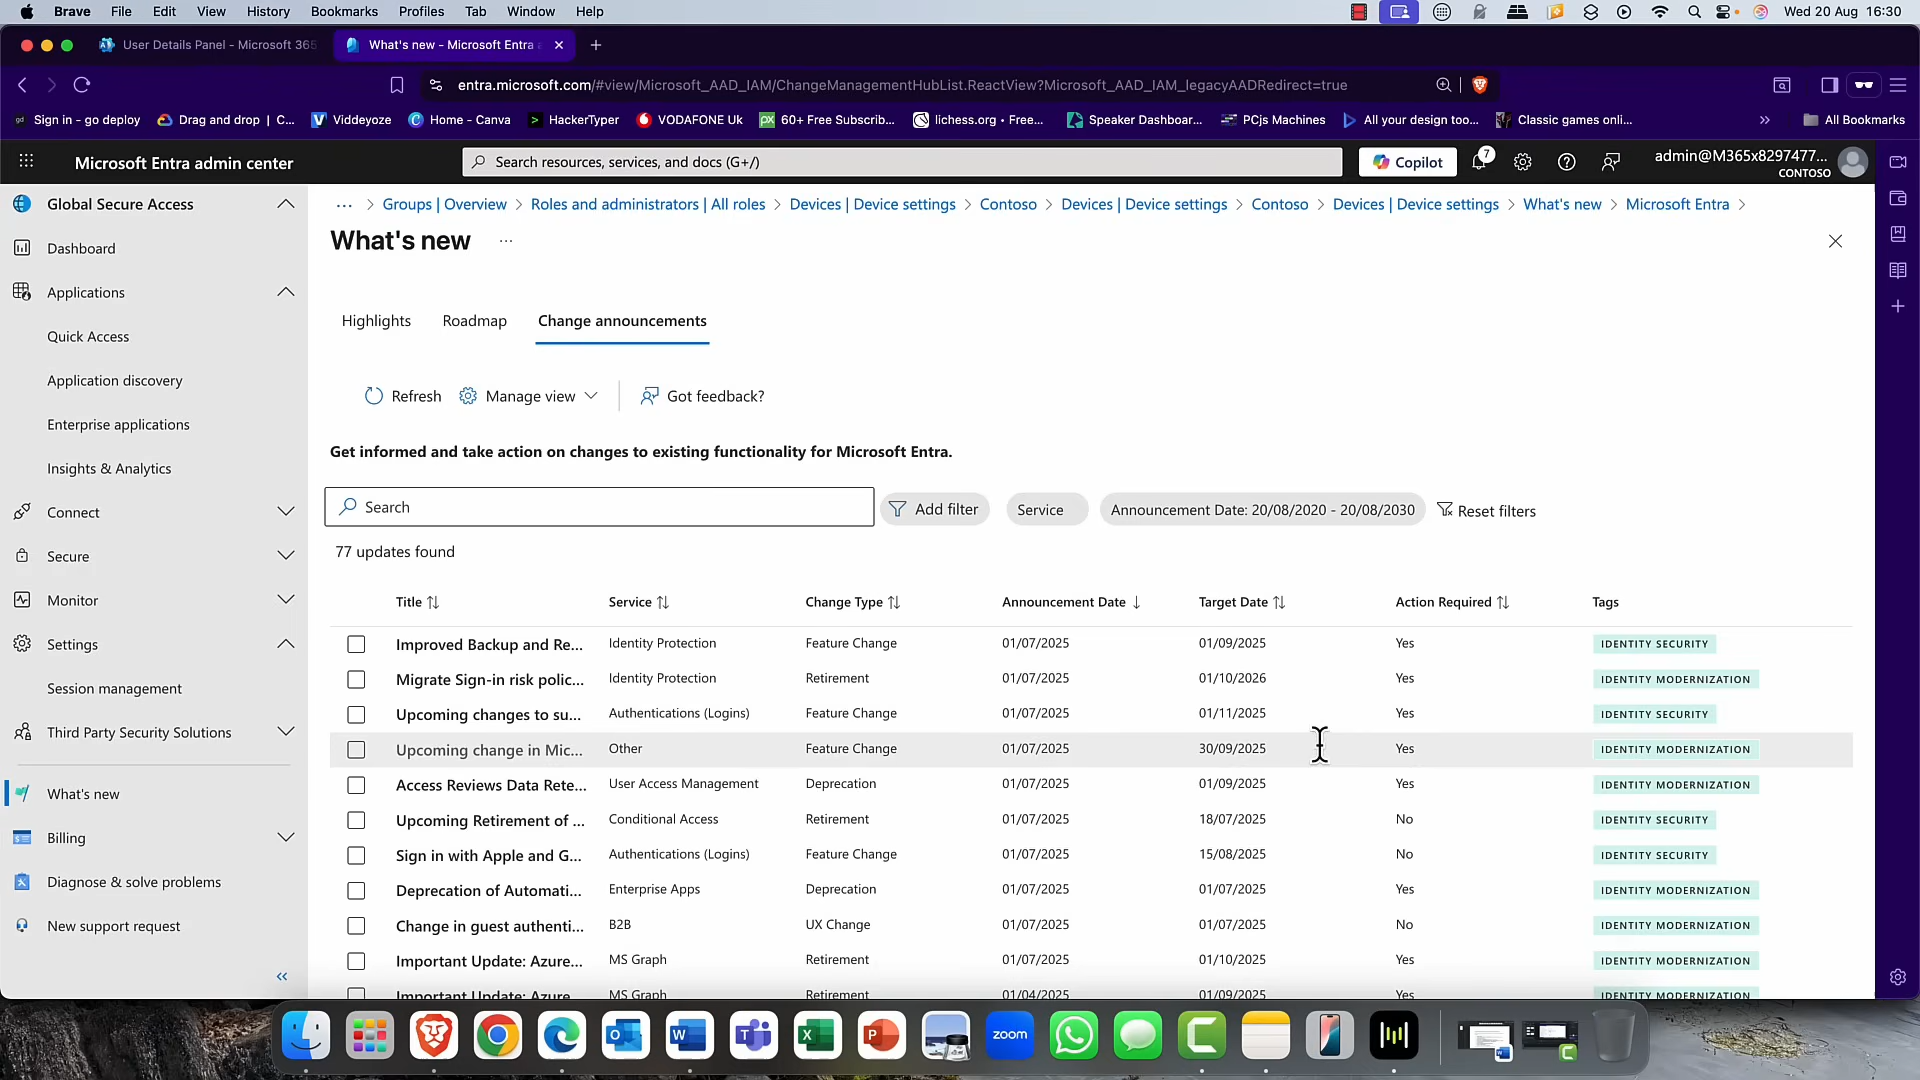 Brave File Edit View History Bookmarks Profiles Tab Window Help Wed 20 Aug 16:30
User Details Panel - Microsoft 365
What's new - Microsoft Entra
entra.microsoft.com/#view/Microsoft_AAD_IAM/ChangeManagementHubList.ReactView?Microsoft_AAD_IAM_legacyAADRedirect=true
Sign in - go deploy Drag and drop | C... Viddeyoze Home - Canva HackerTyper VODAFONE Uk 60+ Free Subscrib... lichess.org • Free... Speaker Dashboar... PCjs Machines All your design too... Classic games onli... All Bookmarks
Microsoft Entra admin center
Search resources, services, and docs (G+/)
Copilot
7
admin@M365x8297477...
CONTOSO
Global Secure Access
Dashboard
Applications
Quick Access
Application discovery
Enterprise applications
Insights & Analytics
Connect
Secure
Monitor
Settings
Session management
Third Party Security Solutions
What's new
Billing
Diagnose & solve problems
New support request
... > Groups | Overview > Roles and administrators | All roles > Devices | Device settings > Contoso > Devices | Device settings > Contoso > Devices | Device settings > What's new > Microsoft Entra >
What's new ...
Highlights Roadmap Change announcements
Refresh Manage view Got feedback?
Get informed and take action on changes to existing functionality for Microsoft Entra.
Search Add filter Service Announcement Date: 20/08/2020 - 20/08/2030 Reset filters
77 updates found
Title Service Change Type Announcement Date Target Date Action Required Tags
Improved Backup and Re... Identity Protection Feature Change 01/07/2025 01/09/2025 Yes IDENTITY SECURITY
Migrate Sign-in risk polic... Identity Protection Retirement 01/07/2025 01/10/2026 Yes IDENTITY MODERNIZATION
Upcoming changes to su... Authentications (Logins) Feature Change 01/07/2025 01/11/2025 Yes IDENTITY SECURITY
Upcoming change in Mic... Other Feature Change 01/07/2025 30/09/2025 Yes IDENTITY MODERNIZATION
Access Reviews Data Rete... User Access Management Deprecation 01/07/2025 01/09/2025 Yes IDENTITY MODERNIZATION
Upcoming Retirement of ... Conditional Access Retirement 01/07/2025 18/07/2025 No IDENTITY SECURITY
Sign in with Apple and G... Authentications (Logins) Feature Change 01/07/2025 15/08/2025 No IDENTITY SECURITY
Deprecation of Automati... Enterprise Apps Deprecation 01/07/2025 01/07/2025 Yes IDENTITY MODERNIZATION
Change in guest authenti... B2B UX Change 01/07/2025 01/07/2025 No IDENTITY MODERNIZATION
Important Update: Azure... MS Graph Retirement 01/07/2025 01/10/2025 Yes IDENTITY MODERNIZATION
Important Update: Azure MS Graph Retirement 01/04/2025 01/09/2025 Yes IDENTITY MODERNIZATION
zoom